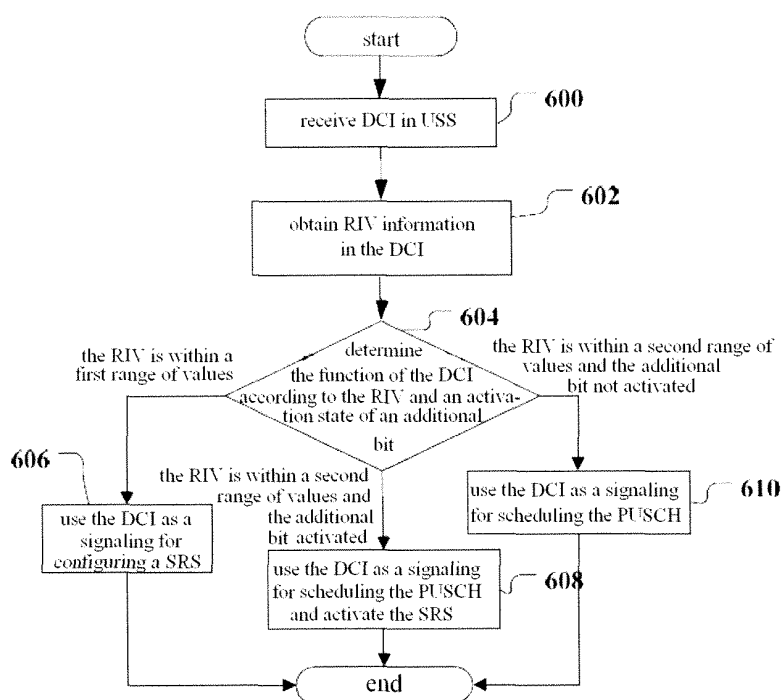 start
600
receive DCI in USS
602
obtain RIV information
in the DCI
604
determine
the function of the DCI
according to the RIV and an activa-
tion state of an additional
bit
the RIV is within a
first range of values
the RIV is within a second range of
values and the additional
bit not activated
606
use the DCI as a
signaling for
configuring a SRS
the RIV is within a second
range of values and
the additional
bit activated
use the DCI as a signaling
for scheduling the PUSCH
and activate the SRS
608
use the DCI as a signaling
for scheduling the PUSCH
610
end